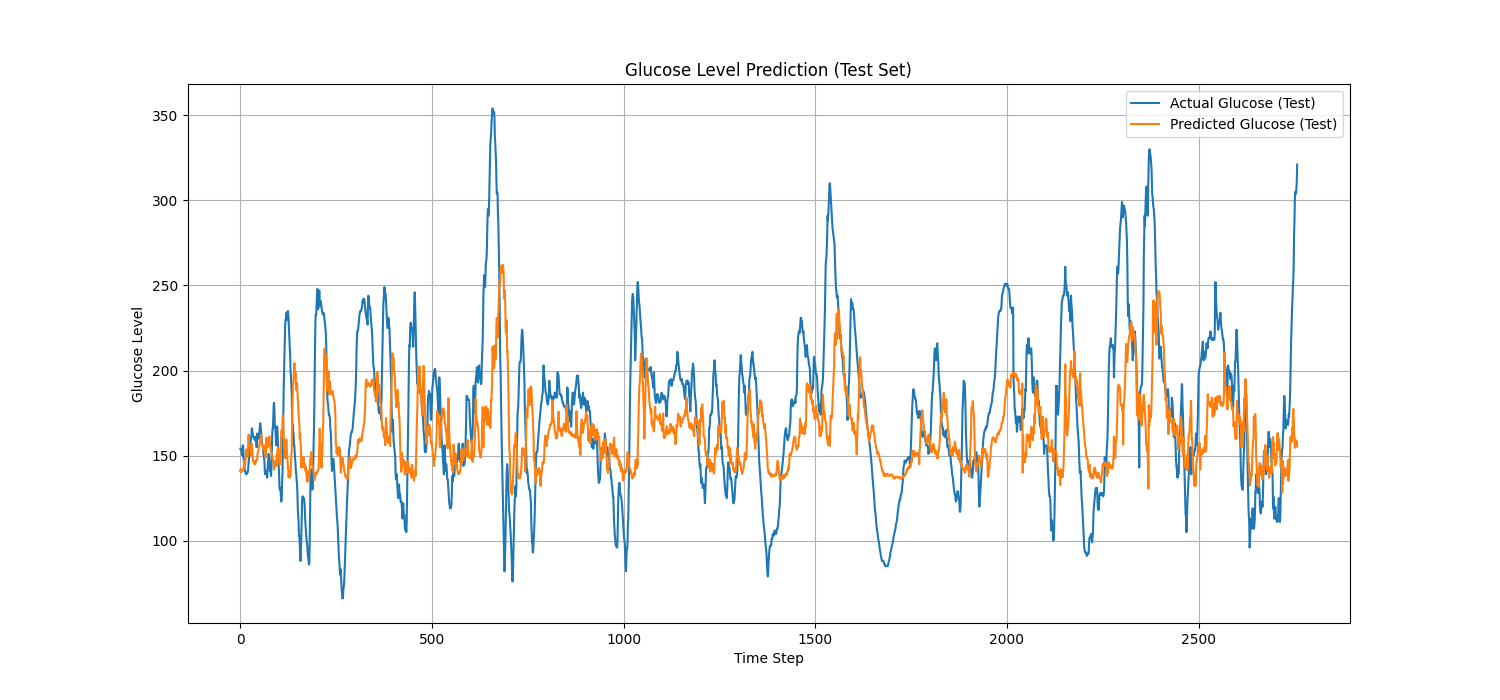 Glucose Level Prediction (Test Set)
Actual Glucose (Test)
Predicted Glucose (Test)
Glucose Level
350
300
250
200
150
100
0
500
1000
1500
2000
2500
Time Step